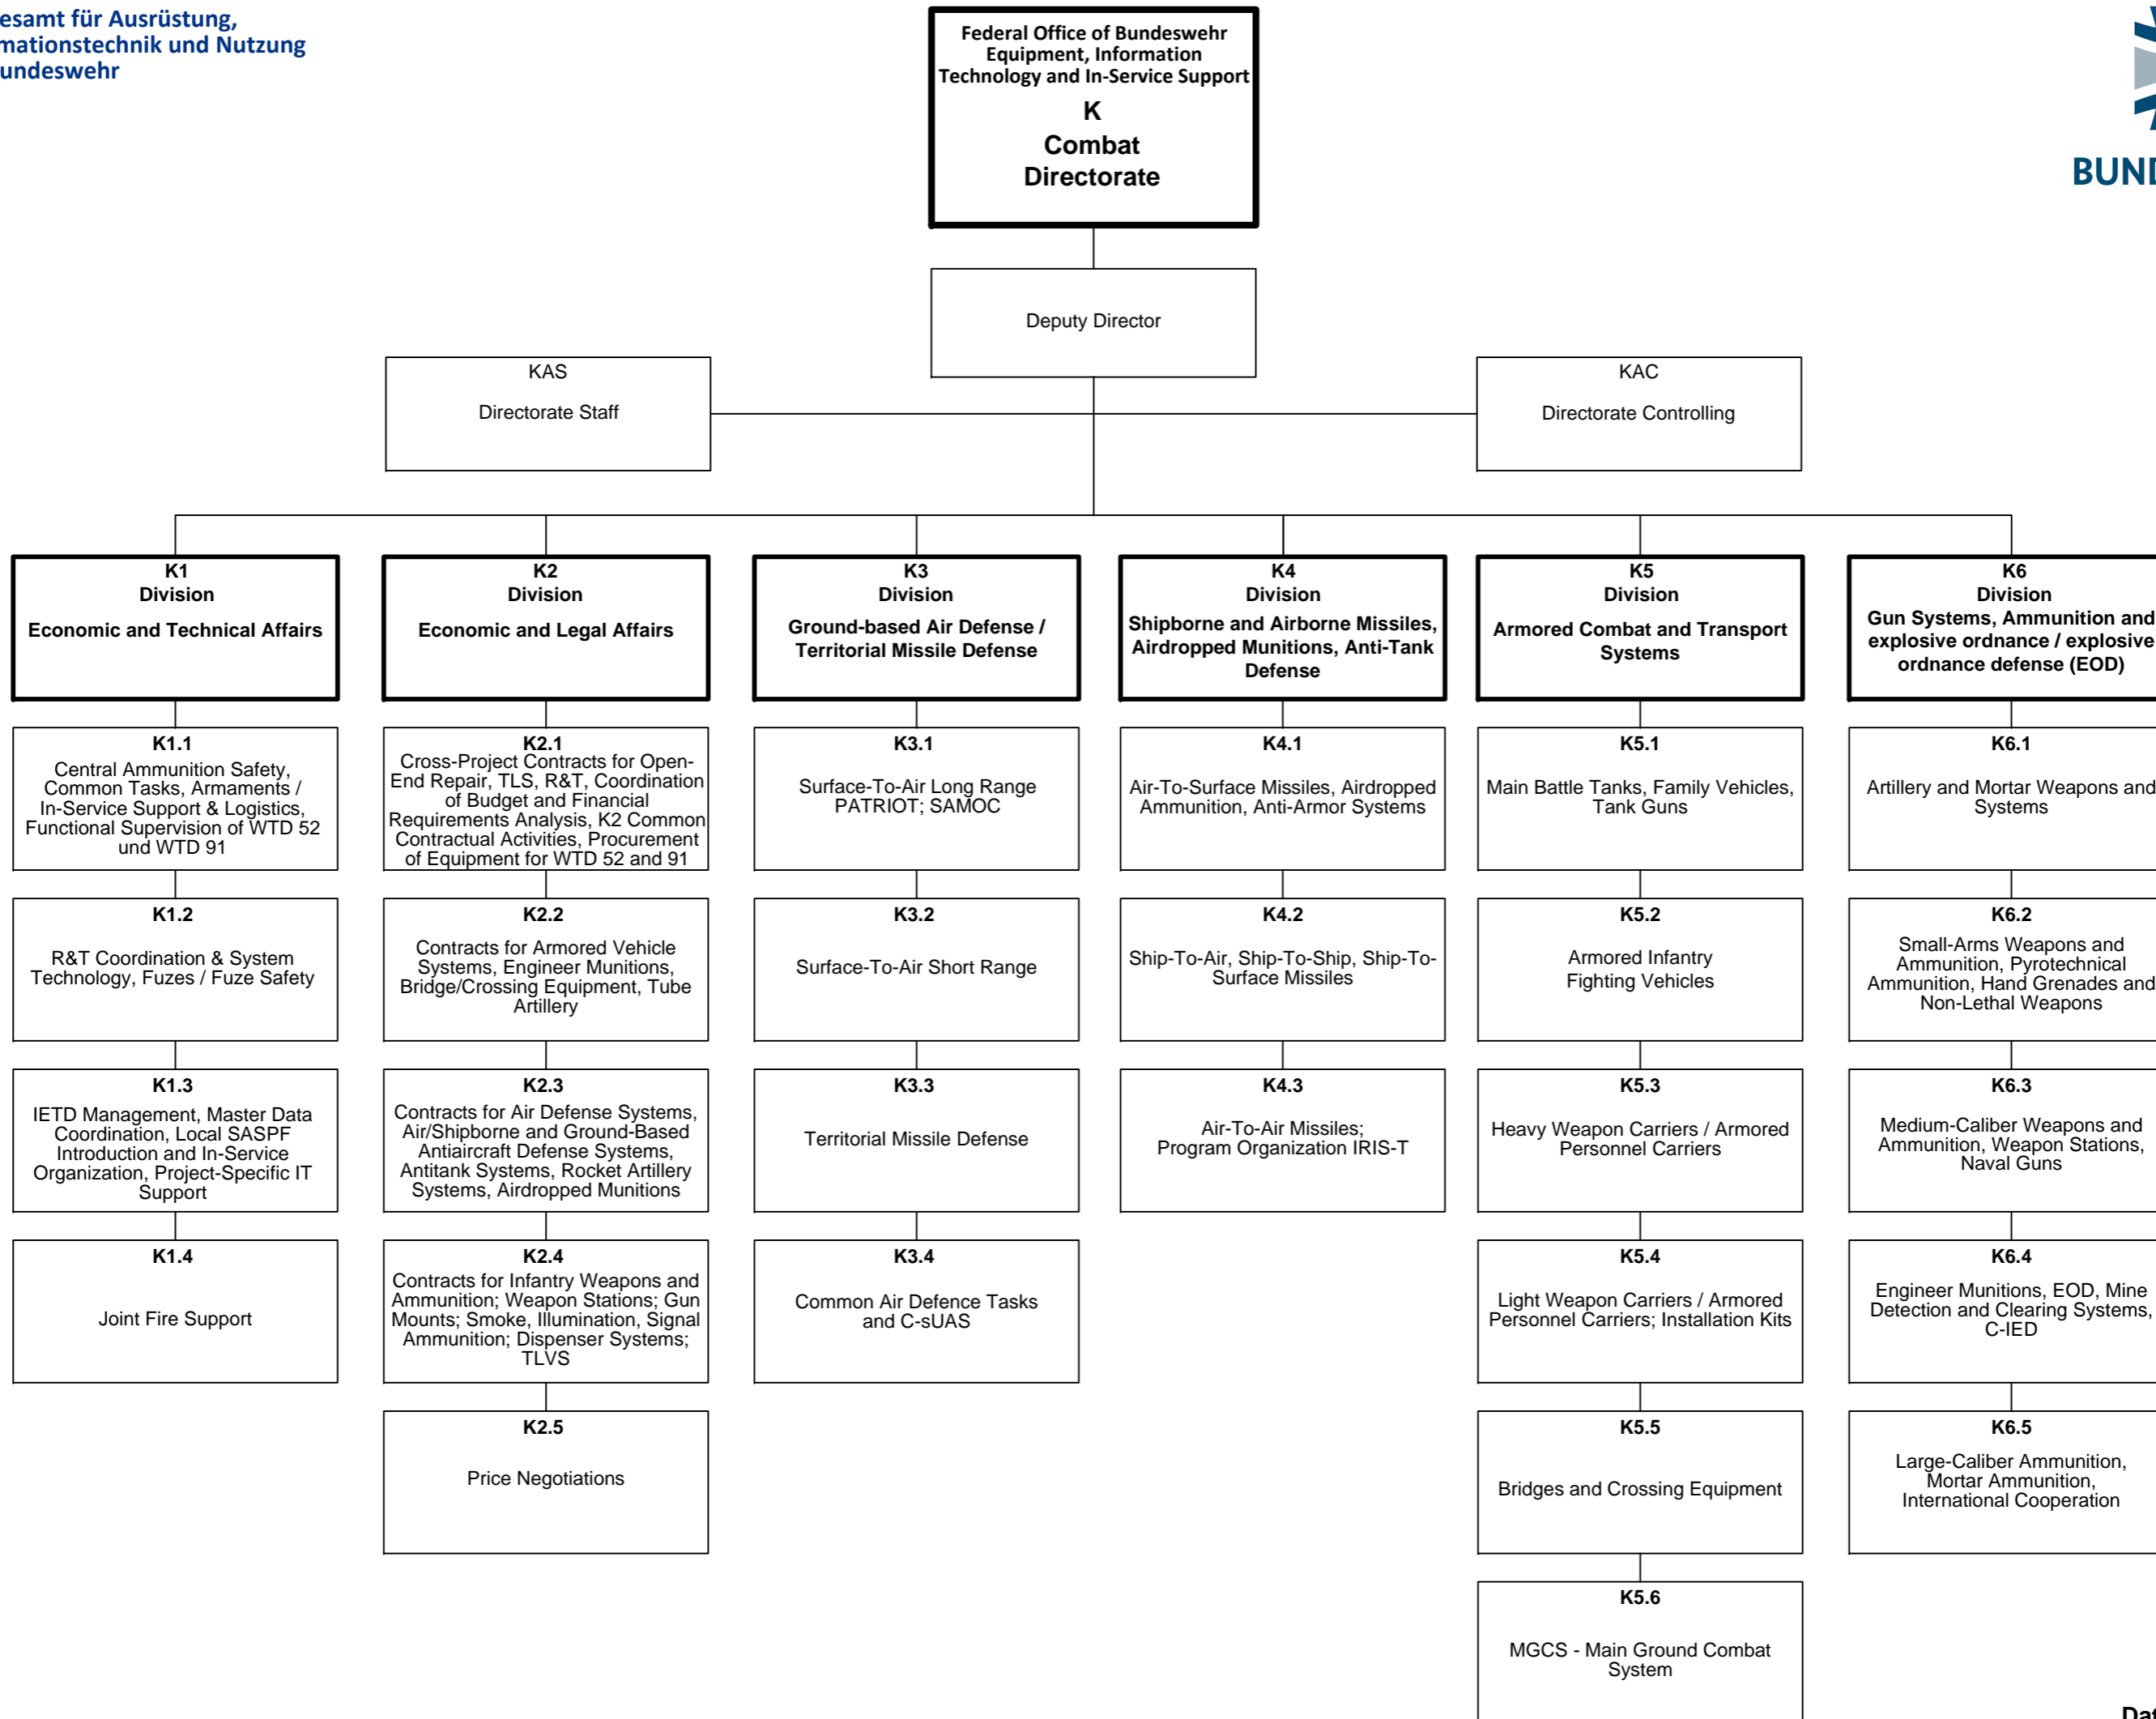 esamt für Ausrüstung,
mationstechnik und Nutzung
undeswehr
BUND
Federal Office of Bundeswehr
Equipment, Information
Technology and In-Service Support
K
Combat
Directorate
Deputy Director
KAS
Directorate Staff
KAC
Directorate Controlling
K1
Division
Economic and Technical Affairs
K1.1
Central Ammunition Safety,
Common Tasks, Armaments /
In-Service Support & Logistics,
Functional Supervision of WTD 52
und WTD 91
K1.2
R&T Coordination & System
Technology, Fuzes / Fuze Safety
K1.3
IETD Management, Master Data
Coordination, Local SASPF
Introduction and In-Service
Organization, Project-Specific IT
Support
K1.4
Joint Fire Support
K2
Division
Economic and Legal Affairs
K2.1
Cross-Project Contracts for Open-
End Repair, TLS, R&T, Coordination
of Budget and Financial
Requirements Analysis, K2 Common
Contractual Activities, Procurement
of Equipment for WTD 52 and 91
K2.2
Contracts for Armored Vehicle
Systems, Engineer Munitions,
Bridge/Crossing Equipment, Tube
Artillery
K2.3
Contracts for Air Defense Systems,
Air/Shipborne and Ground-Based
Antiaircraft Defense Systems,
Antitank Systems, Rocket Artillery
Systems, Airdropped Munitions
K2.4
Contracts for Infantry Weapons and
Ammunition; Weapon Stations; Gun
Mounts; Smoke, Illumination, Signal
Ammunition; Dispenser Systems;
TLVS
K2.5
Price Negotiations
K3
Division
Ground-based Air Defense /
Territorial Missile Defense
K3.1
Surface-To-Air Long Range
PATRIOT; SAMOC
K3.2
Surface-To-Air Short Range
K3.3
Territorial Missile Defense
K3.4
Common Air Defence Tasks
and C-sUAS
K4
Division
Shipborne and Airborne Missiles,
Airdropped Munitions, Anti-Tank
Defense
K4.1
Air-To-Surface Missiles, Airdropped
Ammunition, Anti-Armor Systems
K4.2
Ship-To-Air, Ship-To-Ship, Ship-To-
Surface Missiles
K4.3
Air-To-Air Missiles;
Program Organization IRIS-T
K5
Division
Armored Combat and Transport
Systems
K5.1
Main Battle Tanks, Family Vehicles,
Tank Guns
K5.2
Armored Infantry
Fighting Vehicles
K5.3
Heavy Weapon Carriers / Armored
Personnel Carriers
K5.4
Light Weapon Carriers / Armored
Personnel Carriers; Installation Kits
K5.5
Bridges and Crossing Equipment
K5.6
MGCS - Main Ground Combat
System
K6
Division
Gun Systems, Ammunition and
explosive ordnance / explosive
ordnance defense (EOD)
K6.1
Artillery and Mortar Weapons and
Systems
K6.2
Small-Arms Weapons and
Ammunition, Pyrotechnical
Ammunition, Hand Grenades and
Non-Lethal Weapons
K6.3
Medium-Caliber Weapons and
Ammunition, Weapon Stations,
Naval Guns
K6.4
Engineer Munitions, EOD, Mine
Detection and Clearing Systems,
C-IED
K6.5
Large-Caliber Ammunition,
Mortar Ammunition,
International Cooperation
Dat